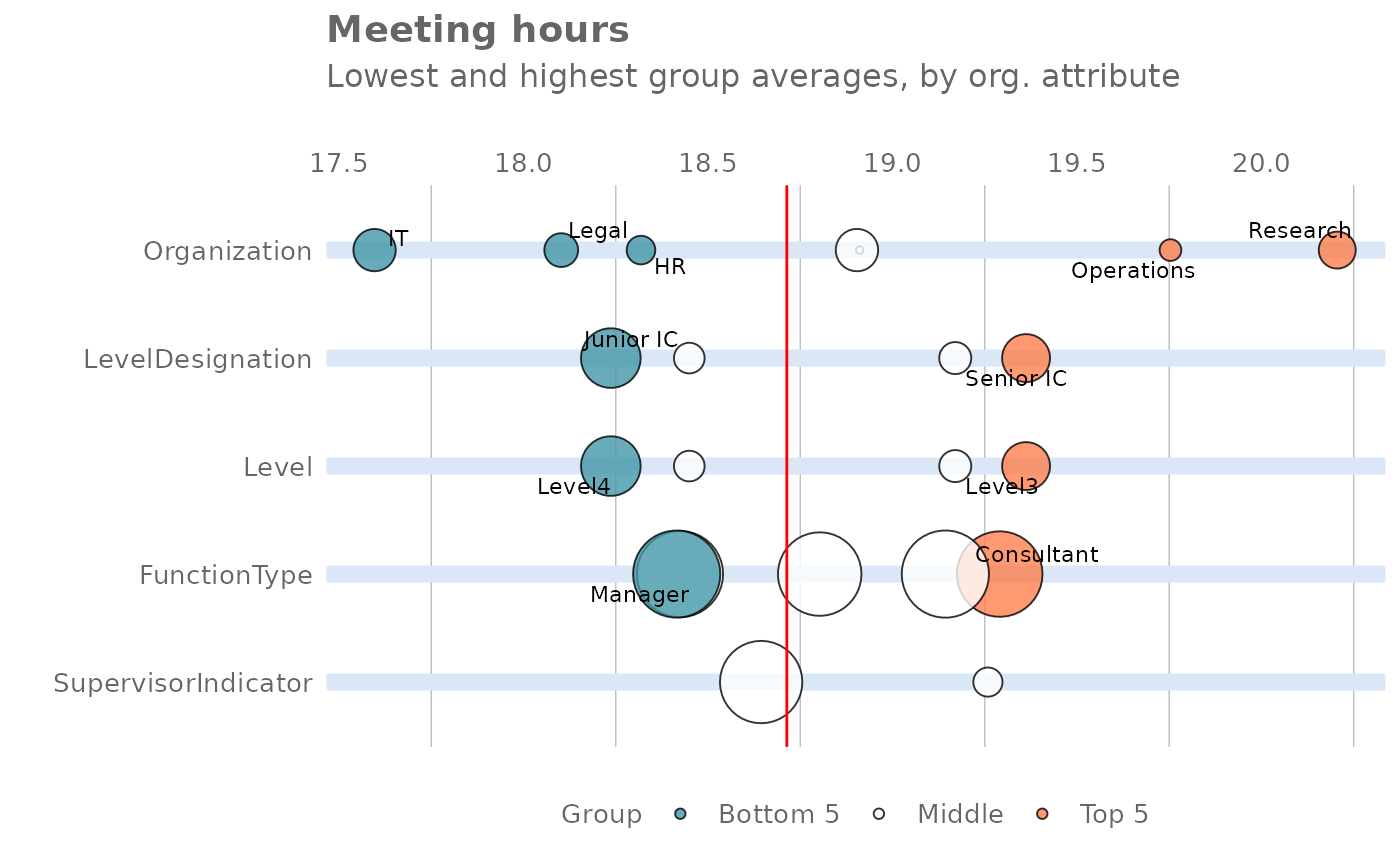 Meeting hours
Lowest and highest group averages, by org. attribute
17.5 18.0 18.5 19.0 19.5 20.0
Organization
IT
Legal
HR
Operations
Research
LevelDesignation
Junior IC
Senior IC
Level
Level4
Level3
FunctionType
Manager
Consultant
SupervisorIndicator
Group Bottom 5 Middle Top 5